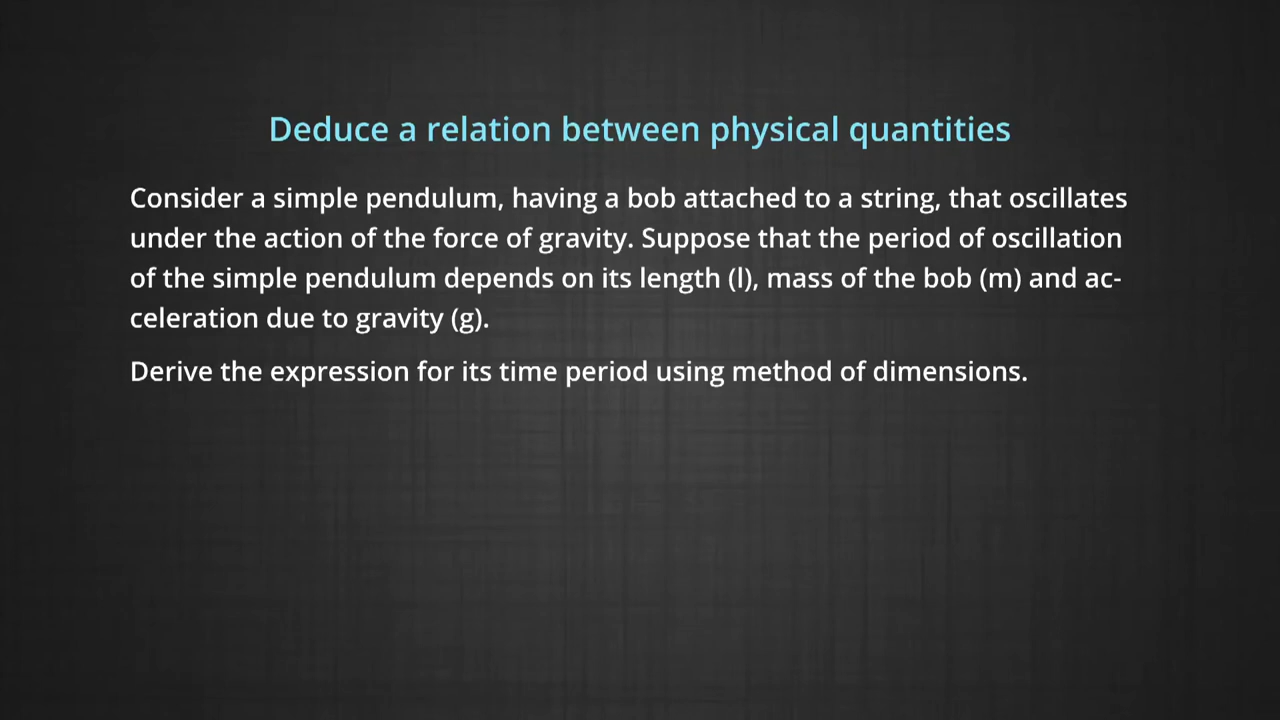 Deduce a relation between physical quantities
Consider a simple pendulum, having a bob attached to a string, that oscillates
under the action of the force of gravity. Suppose that the period of oscillation
of the simple pendulum depends on its length (l), mass of the bob (m) and ac-
celeration due to gravity (g).
Derive the expression for its time period using method of dimensions.